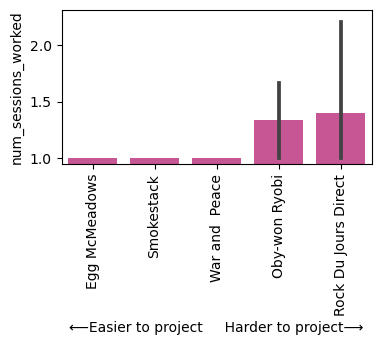 num_sessions_worked
2.0
1.5
1.0
Egg McMeadows
Smokestack
War and  Peace
Oby-won Ryobi
Rock Du Jours Direct
⟵Easier to project     Harder to project⟶